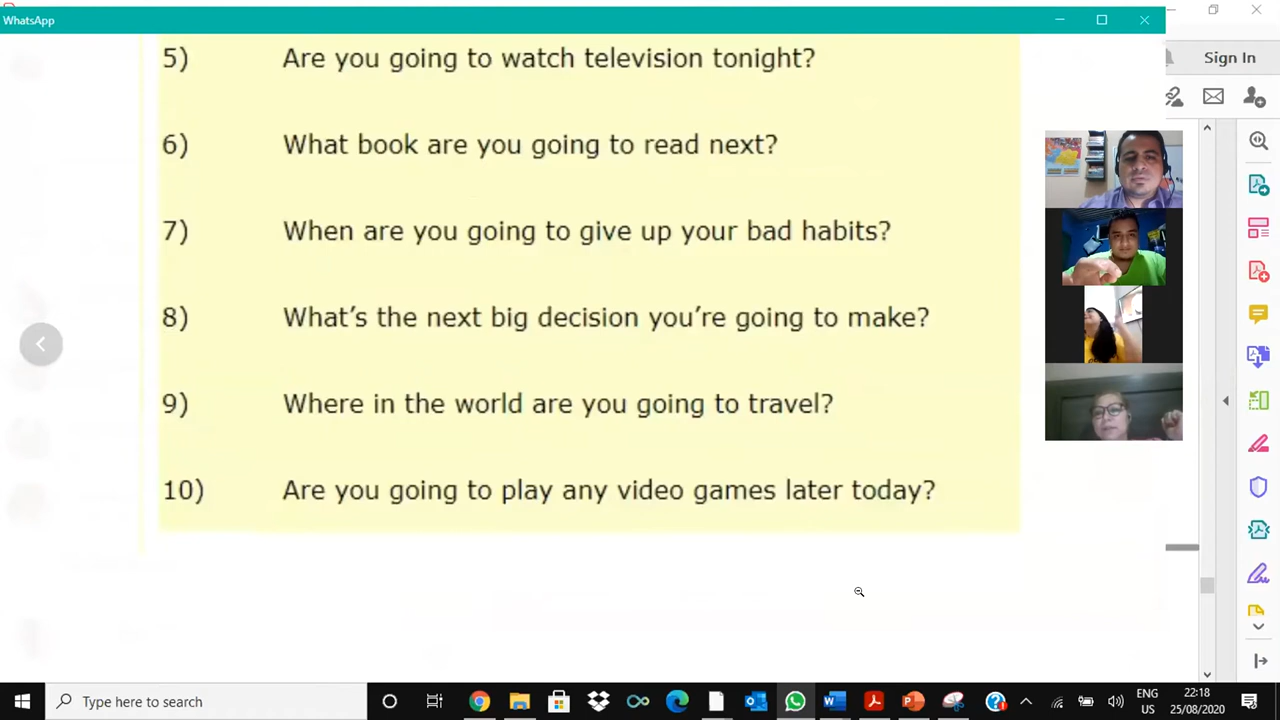 WhatsApp
5) Are you going to watch television tonight?
Sign In
6) What book are you going to read next?
7) When are you going to give up your bad habits?
8) What’s the next big decision you’re going to make?
9) Where in the world are you going to travel?
10) Are you going to play any video games later today?
Type here to search
ENG
US
22:18
25/08/2020